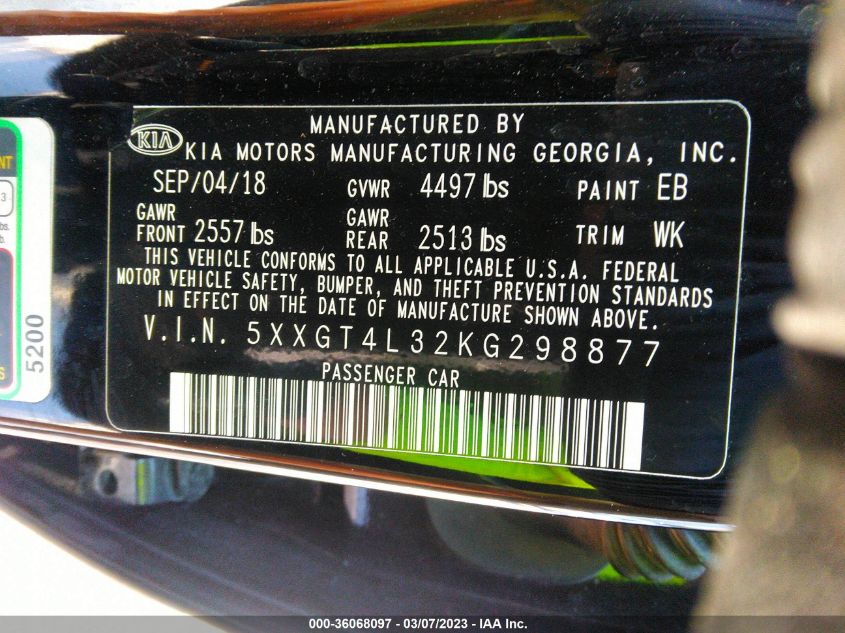 MANUFACTURED BY
KIA KIA MOTORS MANUFACTURING GEORGIA, INC.
SEP/04/18 GVWR 4497 lbs PAINT EB
GAWR GAWR
FRONT 2557 lbs REAR 2513 lbs TRIM WK
THIS VEHICLE CONFORMS TO ALL APPLICABLE U.S.A. FEDERAL
MOTOR VEHICLE SAFETY, BUMPER, AND THEFT PREVENTION STANDARDS
IN EFFECT ON THE DATE OF MANUFACTURE SHOWN ABOVE.
V.I.N. 5XXGT4L32KG298877
PASSENGER CAR
NT
3
bs.
b.
5200
S
000-36068097 - 03/07/2023 - IAA Inc.